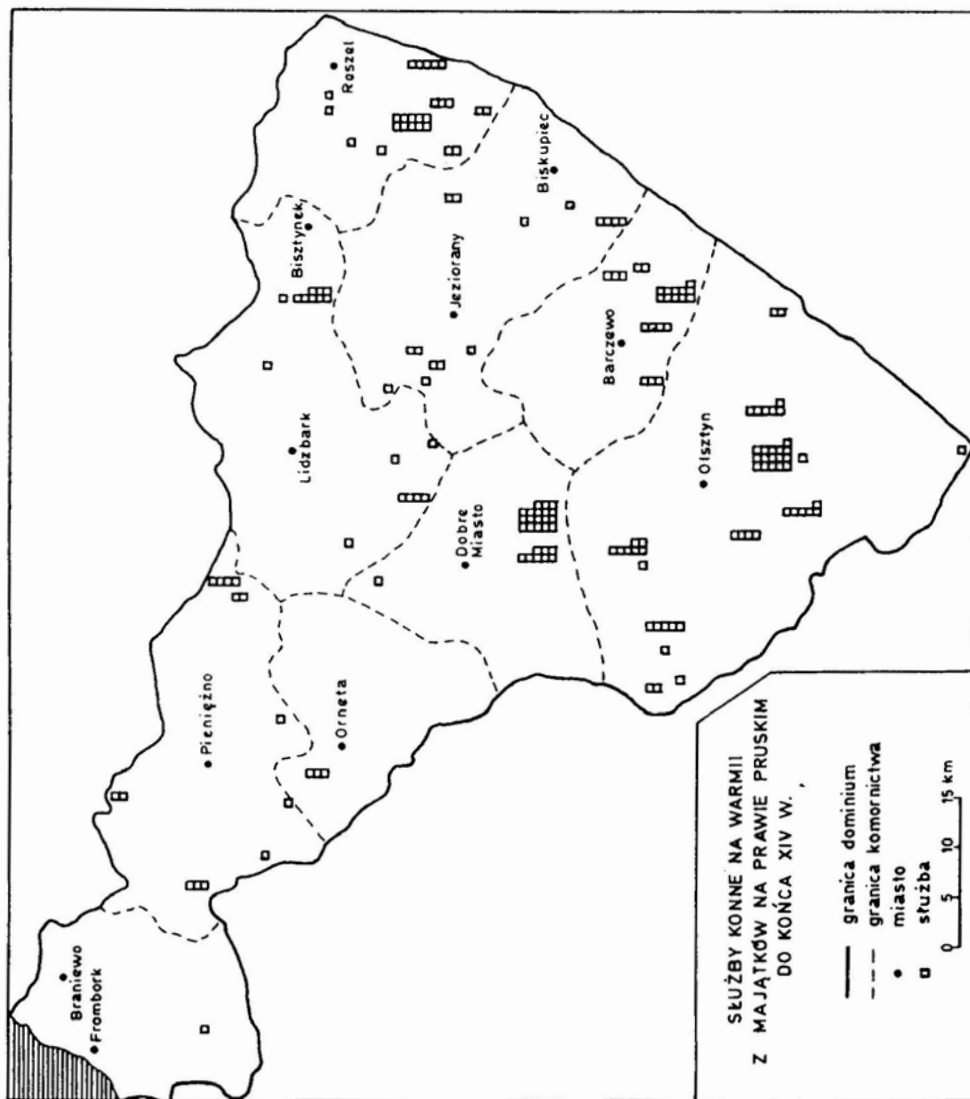 Braniewo
Frombork
Pieniężno
Orneta
Lidzbark
Bisztynek
Roszel
Dobre
Miasto
Jeziorany
Biskupiec
Barczewo
Olsztyn
SŁUŻBY KONNE NA WARMII
Z MAJĄTKÓW NA PRAWIE PRUSKIM
DO KOŃCA XIV W.
granica dominium
granica komornictwa
miasto
służba
0 5 10 15 km